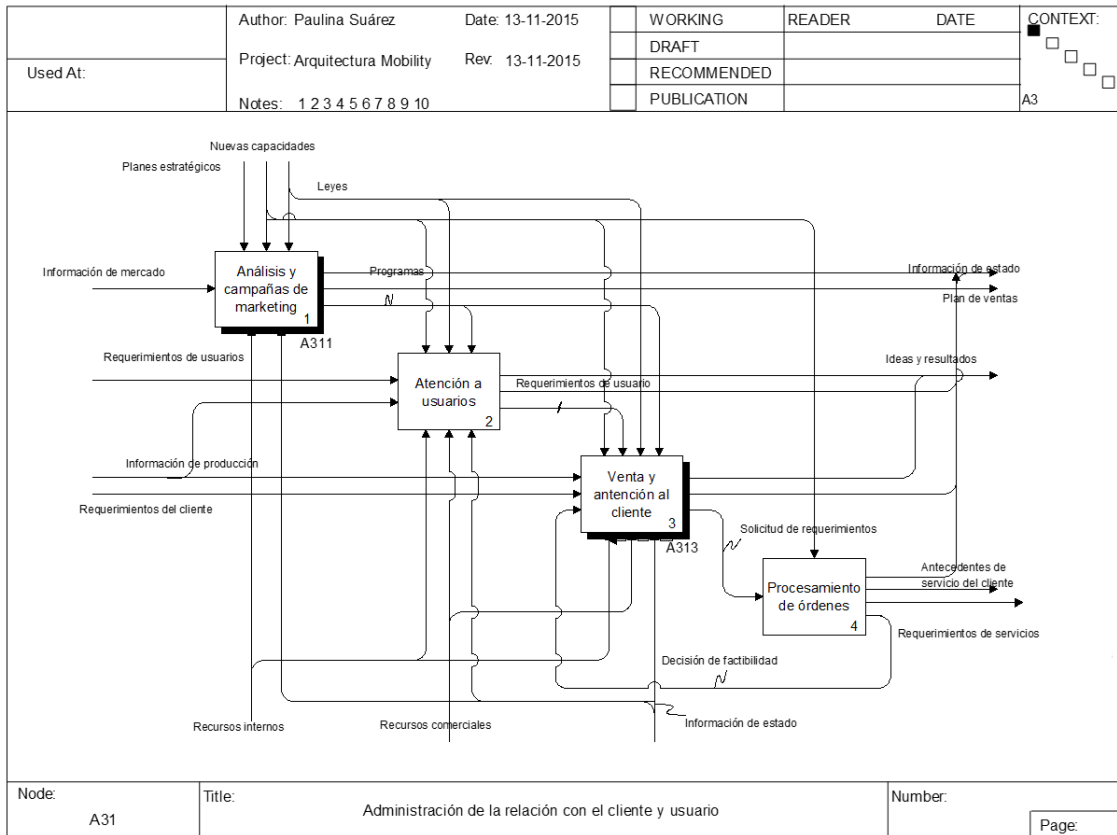 Used At:
Author: Paulina Suárez
Date: 13-11-2015
Project: Arquitectura Mobility
Rev: 13-11-2015
Notes: 1 2 3 4 5 6 7 8 9 10
WORKING
DRAFT
RECOMMENDED
PUBLICATION
READER
DATE
CONTEXT:
A3
Nuevas capacidades
Planes estratégicos
Leyes
Información de mercado
Análisis y
campañas de
marketing
1
A311
Programas
Información de estado
Plan de ventas
Requerimientos de usuarios
Atención a
usuarios
2
Requerimientos de usuario
Ideas y resultados
Información de producción
Requerimientos del cliente
Venta y
antención al
cliente
3
A313
Solicitud de requerimientos
Procesamiento
de órdenes
4
Antecedentes de
servicio del cliente
Requerimientos de servicios
Decisión de factibilidad
Recursos internos
Recursos comerciales
Información de estado
Node:
A31
Title:
Administración de la relación con el cliente y usuario
Number:
Page: